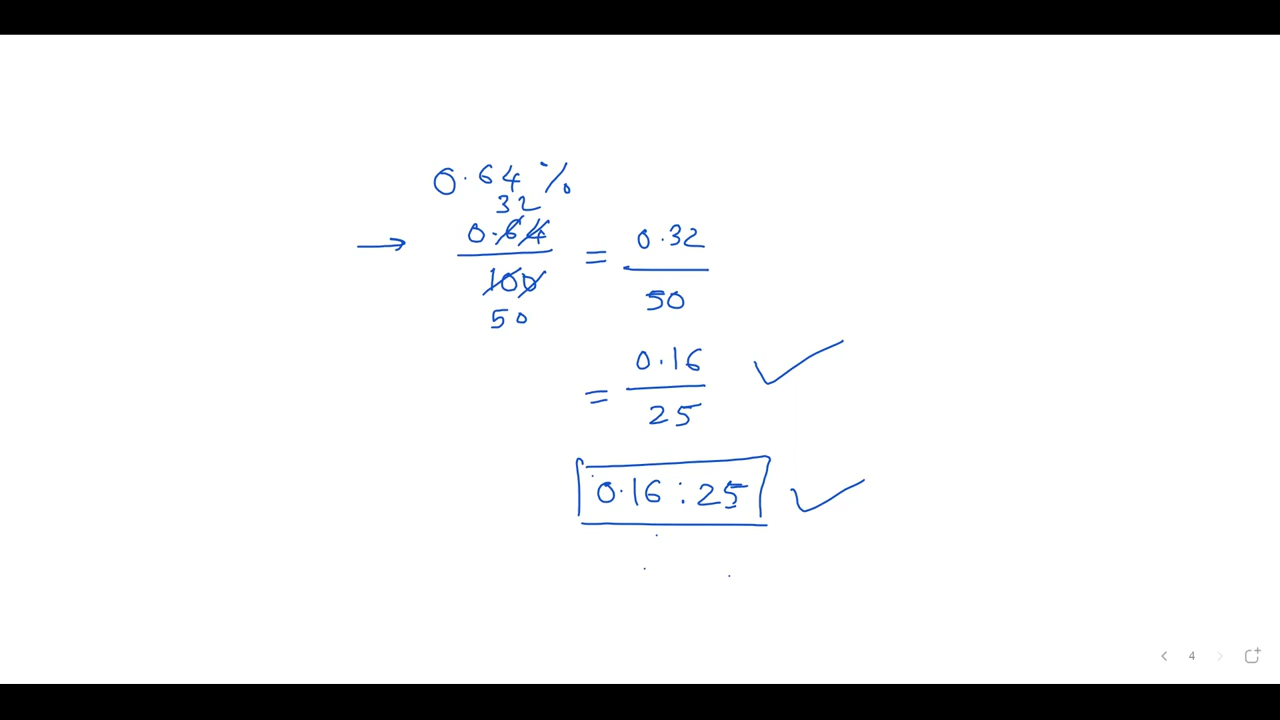 0.64 %
32
→ 0.64/100 = 0.32/50
50
= 0.16/25 ✓
0.16 : 25 ✓
< 4 >